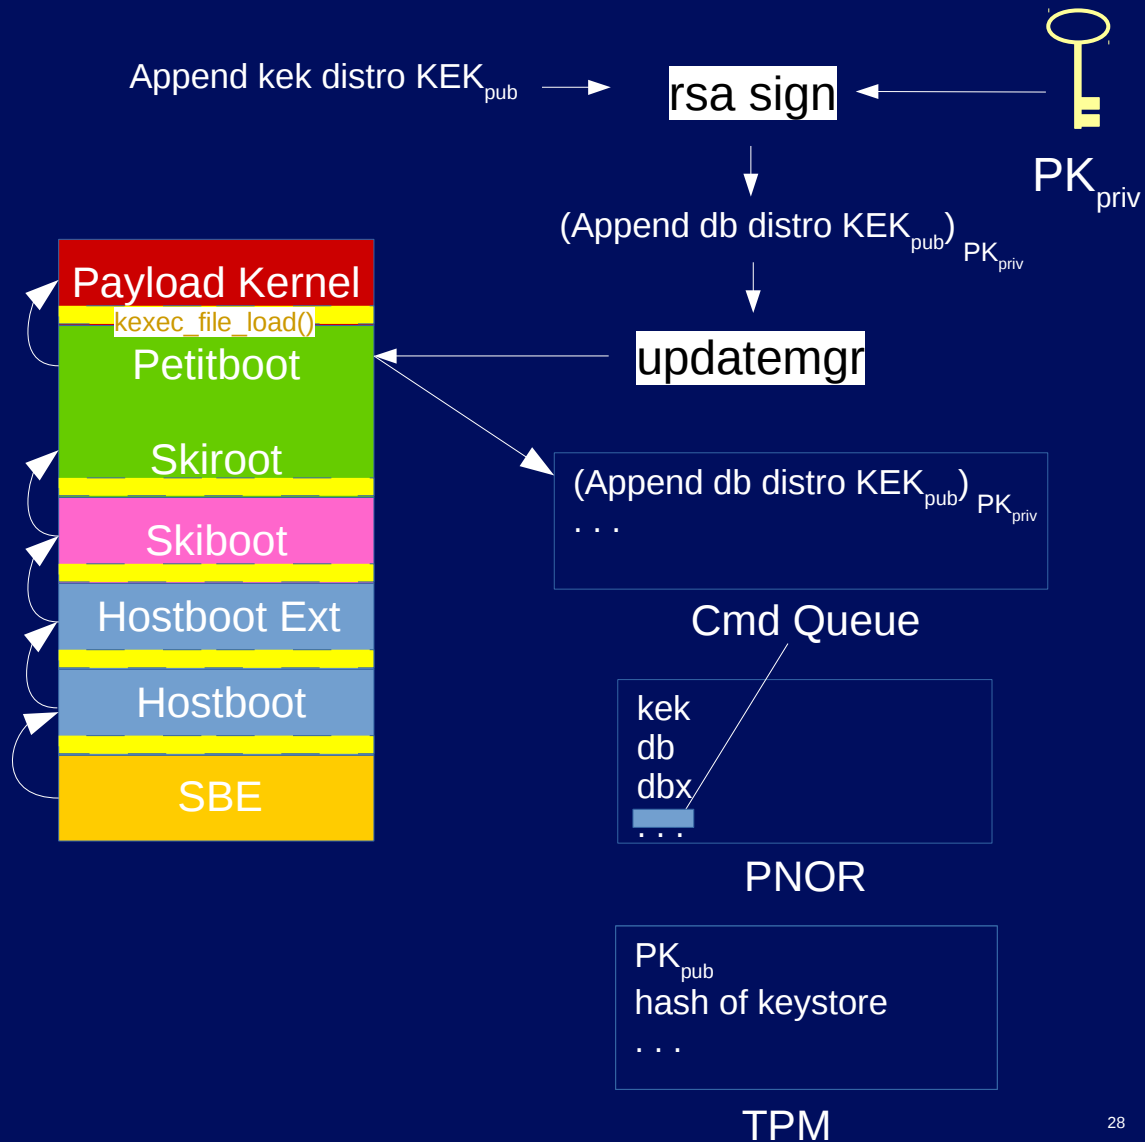 Append kek distro KEKpub
rsa sign
PKpriv
(Append db distro KEKpub) PKpriv
Payload Kernel
kexec_file_load()
Petitboot
updatemgr
Skiroot
(Append db distro KEKpub) PKpriv
. . .
Skiboot
Hostboot Ext
Cmd Queue
Hostboot
kek
db
dbx
. . .
SBE
PNOR
PKpub
hash of keystore
. . .
TPM
28